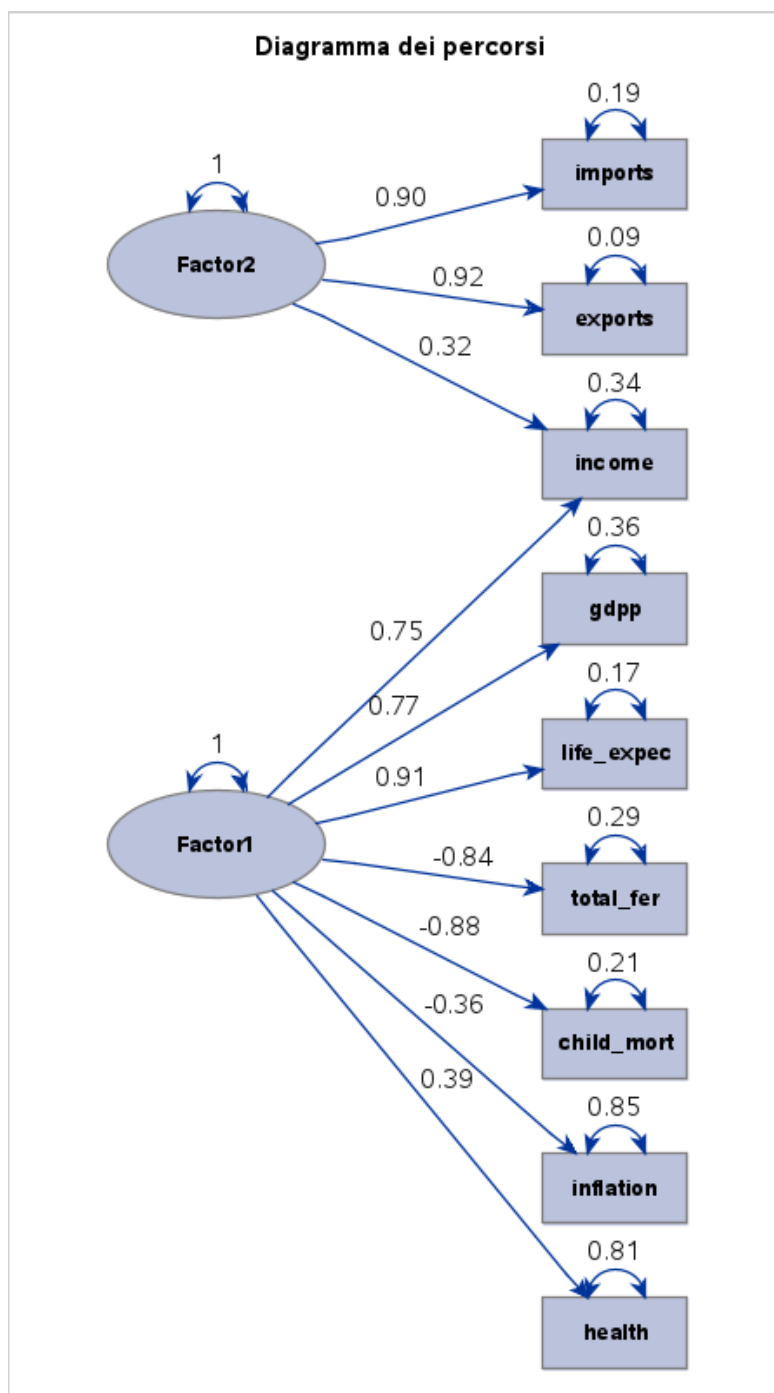 Diagramma dei percorsi
0.19
imports
1
0.90
Factor2
0.09
0.92
exports
0.32
0.34
income
0.36
gdpp
0.75
0.17
0.77
life_expec
1
0.91
Factor1
0.29
-0.84
total_fer
-0.88
0.21
-0.36
child_mort
0.39
0.85
inflation
0.81
health